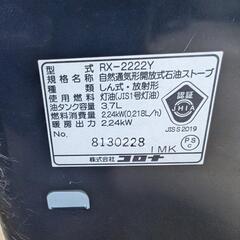 型式 RX-2222Y
規格名称 自然通気形開放式石油ストーブ
種類 しん式・放射形
使用燃料 灯油(JIS1号灯油)
油タンク容量 3.7L
燃料消費量 2.24kW(0.218L/h)
暖房出力 2.24kW
No. 8130228 IMK
株式会社コロナ
認証
JHIA
JIS S 2019
PSC